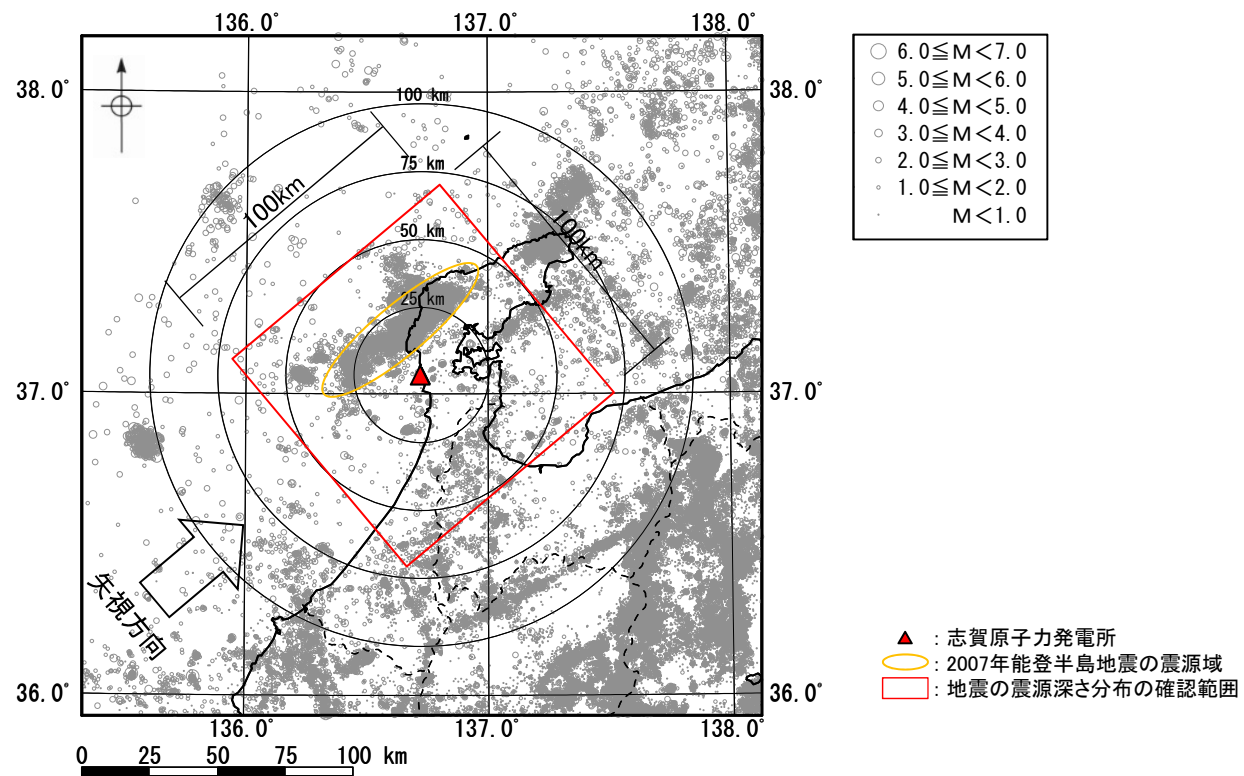 136.0° 137.0° 138.0°
38.0° 38.0°
100 km
75 km
50 km
25 km
100km
100km
37.0° 37.0°
矢視方向
36.0° 36.0°
136.0° 137.0° 138.0°
0 25 50 75 100 km
6.0≦M<7.0
5.0≦M<6.0
4.0≦M<5.0
3.0≦M<4.0
2.0≦M<3.0
1.0≦M<2.0
M<1.0
:志賀原子力発電所
:2007年能登半島地震の震源域
:地震の震源深さ分布の確認範囲